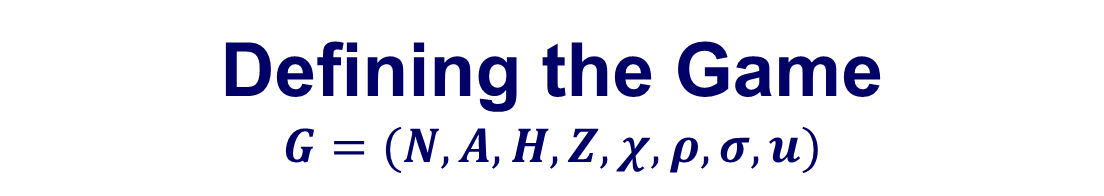 Defining the Game
G = (N, A, H, Z, χ, ρ, σ, u)